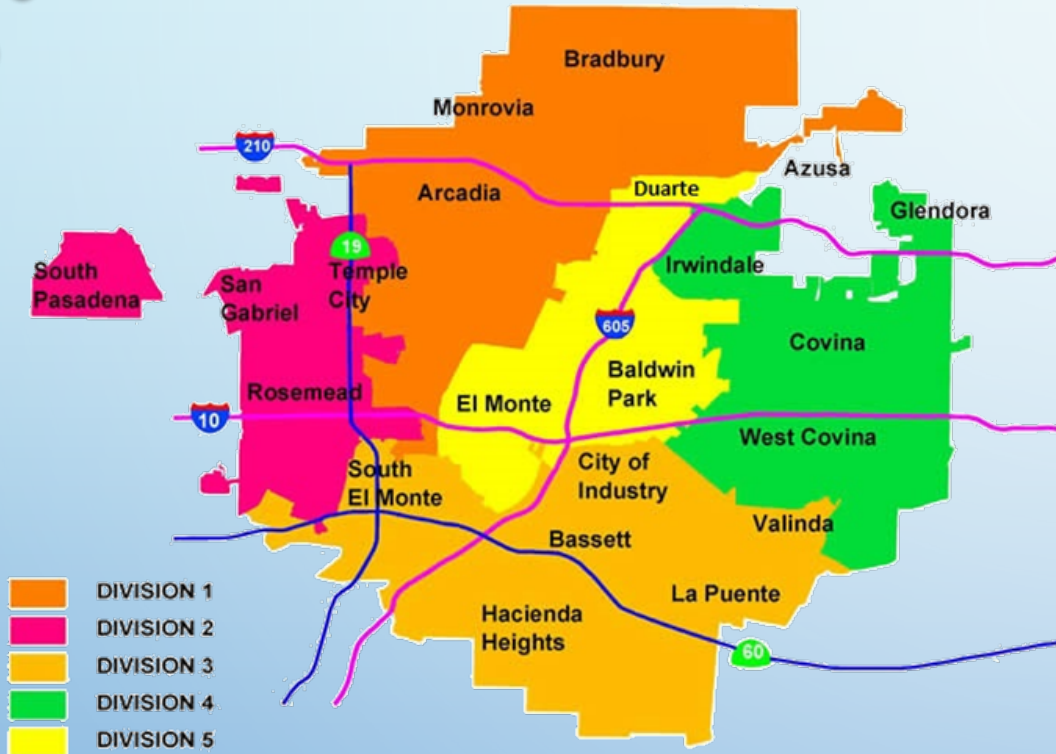 Bradbury
Monrovia
210
Azusa
Arcadia
Duarte
Glendora
19
South
Pasadena
Temple
City
San
Gabriel
Irwindale
605
Covina
Baldwin
Park
Rosemead
El Monte
10
West Covina
South
El Monte
City of
Industry
Valinda
Bassett
La Puente
Hacienda
Heights
60
DIVISION 1
DIVISION 2
DIVISION 3
DIVISION 4
DIVISION 5